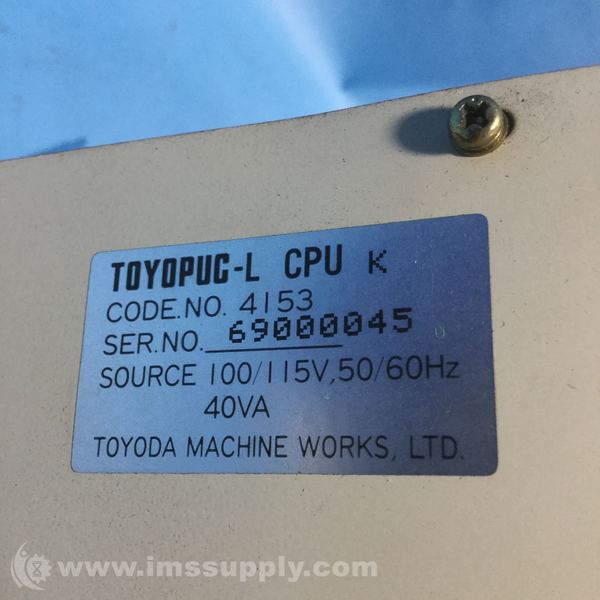 TOYOPUC-L CPU K
CODE.NO. 4153
SER.NO. 69000045
SOURCE 100/115V,50/60Hz
40VA
TOYODA MACHINE WORKS, LTD.
www.imssupply.com